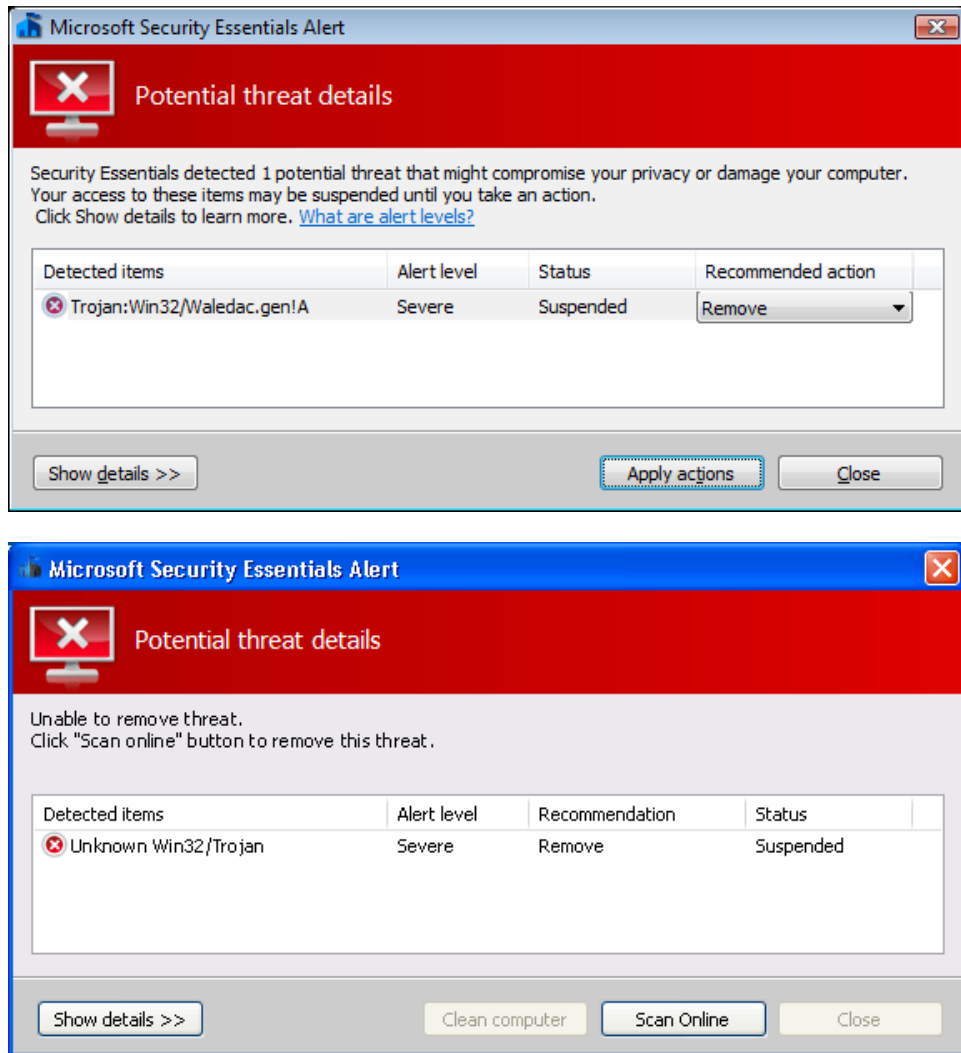 Microsoft Security Essentials Alert
Potential threat details
Security Essentials detected 1 potential threat that might compromise your privacy or damage your computer.
Your access to these items may be suspended until you take an action.
Click Show details to learn more. What are alert levels?
Detected items Alert level Status Recommended action
Trojan:Win32/Waledac.gen!A Severe Suspended Remove
Show details >> Apply actions Close
Microsoft Security Essentials Alert
Potential threat details
Unable to remove threat.
Click "Scan online" button to remove this threat.
Detected items Alert level Recommendation Status
Unknown Win32/Trojan Severe Remove Suspended
Show details >> Clean computer Scan Online Close